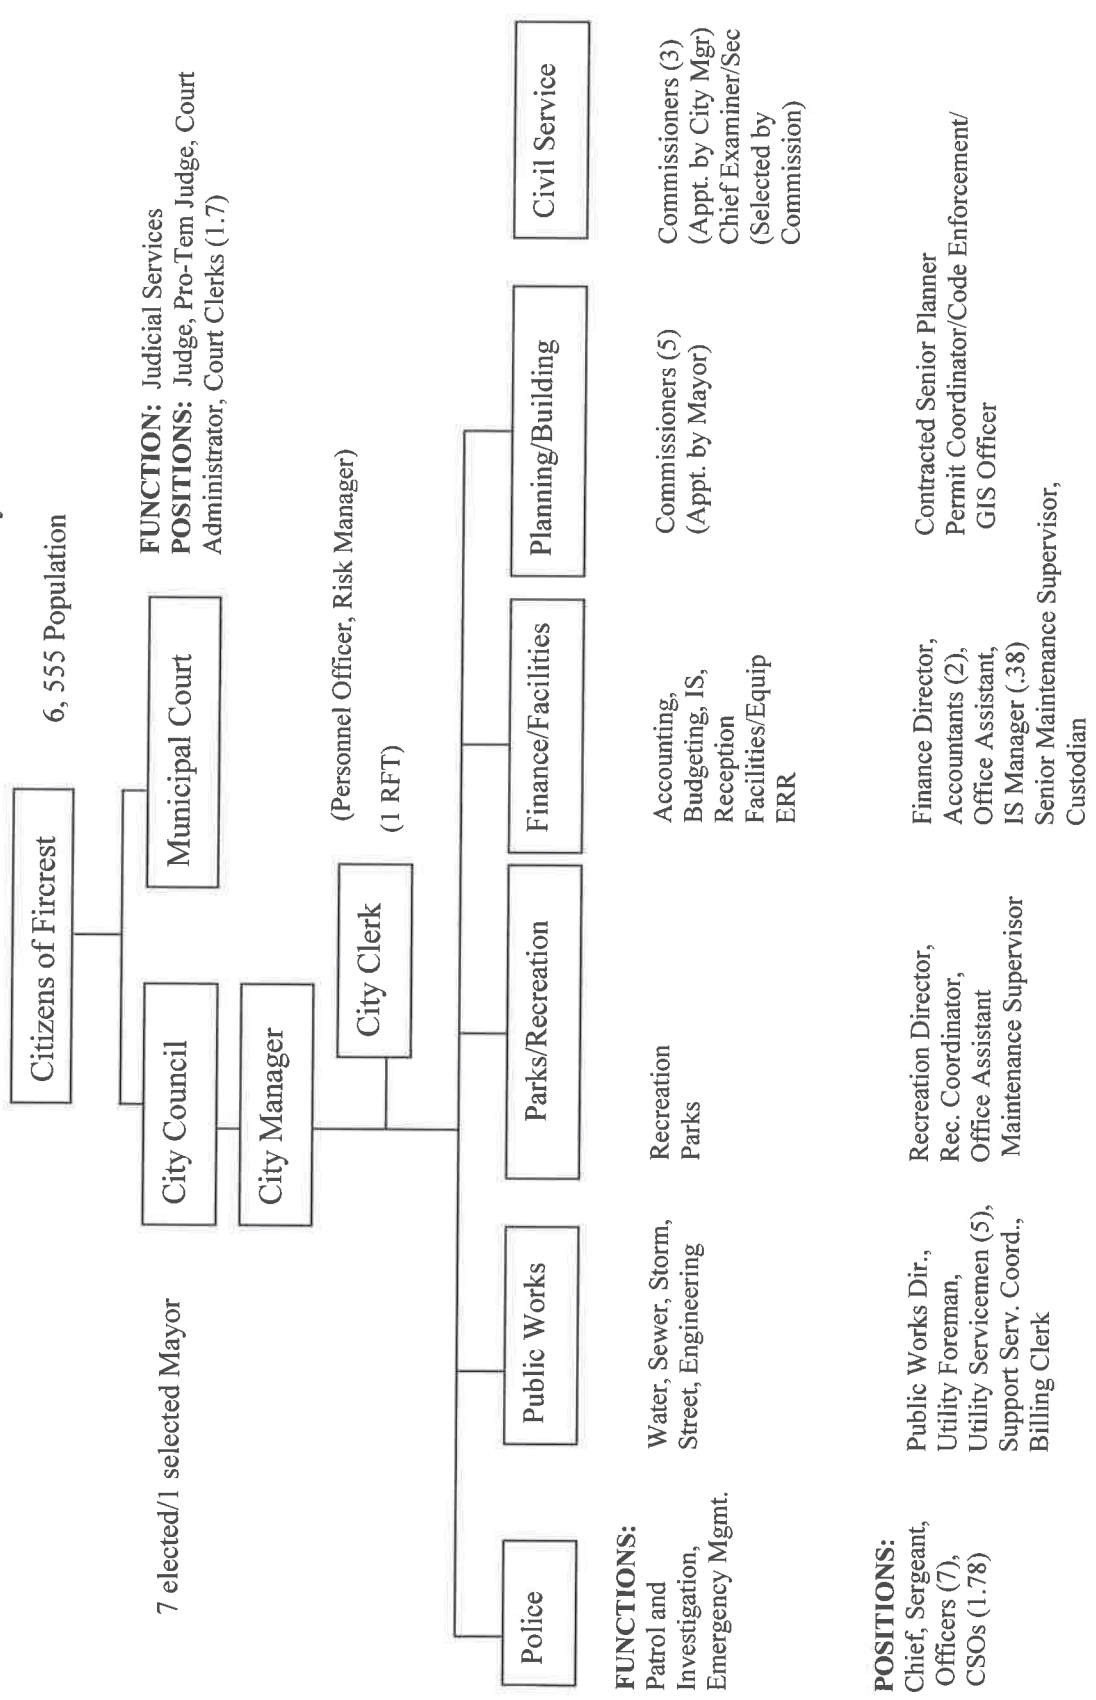 6, 555 Population
Citizens of Fircrest
7 elected/1 selected Mayor
City Council
Municipal Court
FUNCTION: Judicial Services
POSITIONS: Judge, Pro-Tem Judge, Court
Administrator, Court Clerks (1.7)
City Manager
City Clerk
(Personnel Officer, Risk Manager)
(1 RFT)
Police
Public Works
Parks/Recreation
Finance/Facilities
Planning/Building
Civil Service
FUNCTIONS:
Patrol and
Investigation,
Emergency Mgmt.
Water, Sewer, Storm,
Street, Engineering
Recreation
Parks
Accounting,
Budgeting, IS,
Reception
Facilities/Equip
ERR
Commissioners (5)
(Appt. by Mayor)
Commissioners (3)
(Appt. by City Mgr)
Chief Examiner/Sec
(Selected by
Commission)
POSITIONS:
Chief, Sergeant,
Officers (7),
CSOs (1.78)
Public Works Dir.,
Utility Foreman,
Utility Servicemen (5),
Support Serv. Coord.,
Billing Clerk
Recreation Director,
Rec. Coordinator,
Office Assistant
Maintenance Supervisor
Finance Director,
Accountants (2),
Office Assistant,
IS Manager (.38)
Senior Maintenance Supervisor,
Custodian
Contracted Senior Planner
Permit Coordinator/Code Enforcement/
GIS Officer